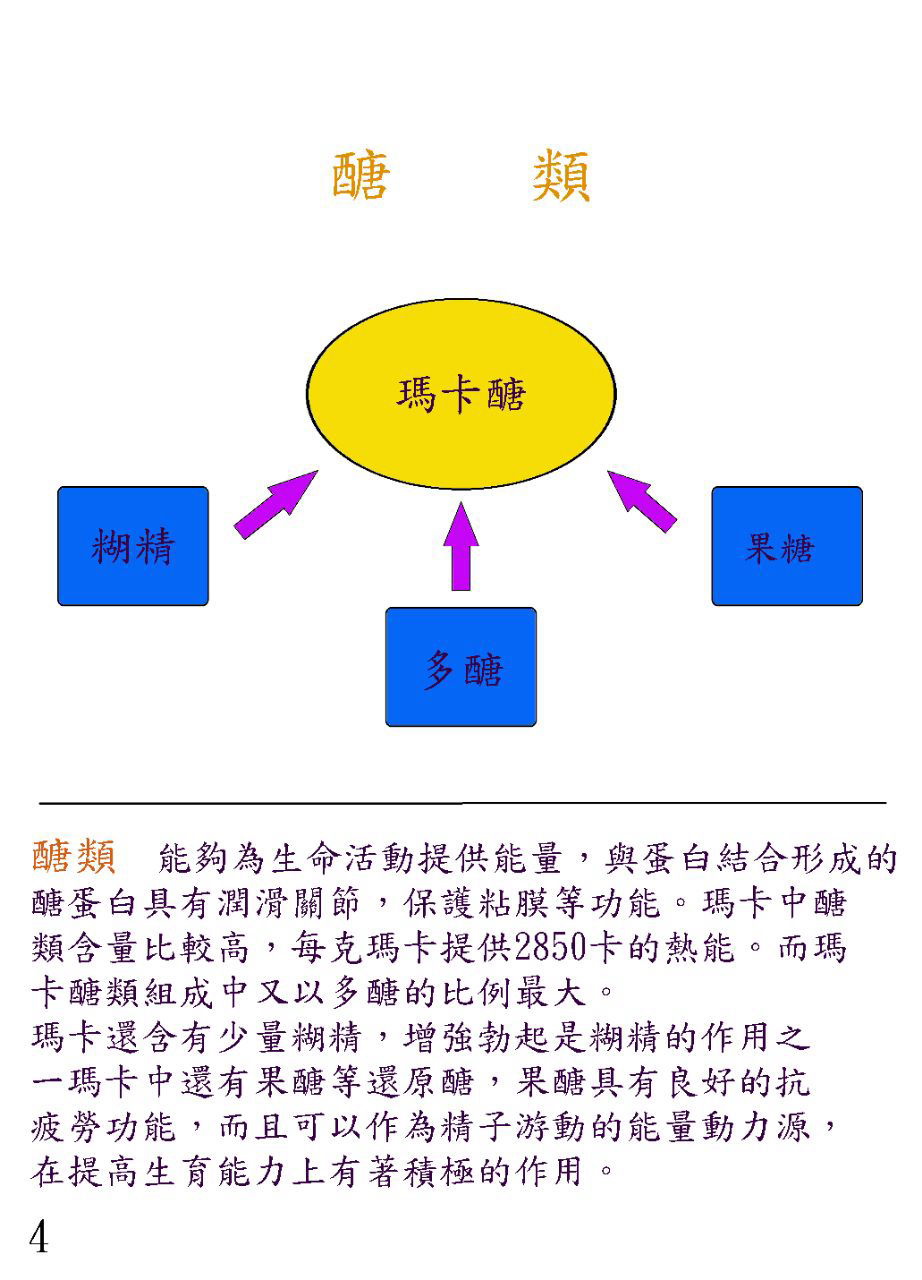 醣 類
瑪卡醣
糊精
果糖
多醣
醣類 能夠為生命活動提供能量，與蛋白結合形成的
醣蛋白具有潤滑關節，保護粘膜等功能。瑪卡中醣
類含量比較高，每克瑪卡提供2850卡的熱能。而瑪
卡醣類組成中又以多醣的比例最大。
瑪卡還含有少量糊精，增強勃起是糊精的作用之
一瑪卡中還有果醣等還原醣，果醣具有良好的抗
疲勞功能，而且可以作為精子游動的能量動力源，
在提高生育能力上有著積極的作用。
4